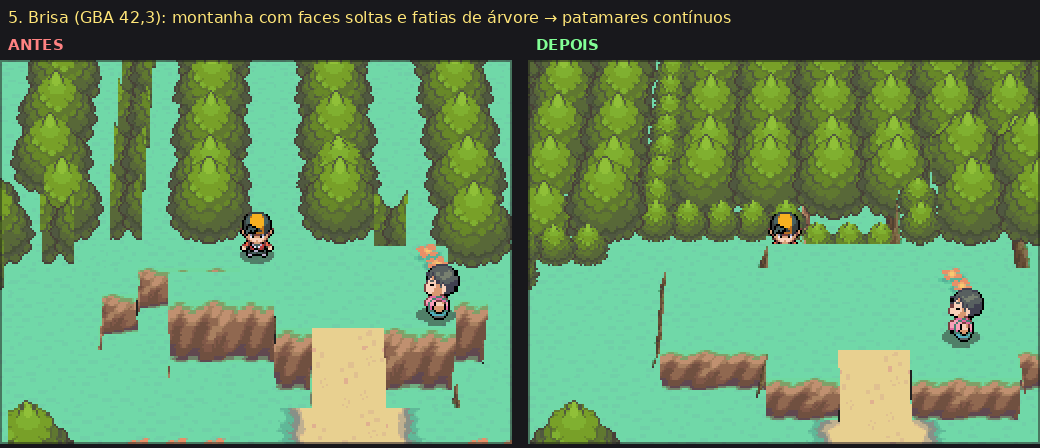 5. Brisa (GBA 42,3): montanha com faces soltas e fatias de árvore → patamares contínuos
ANTES
DEPOIS